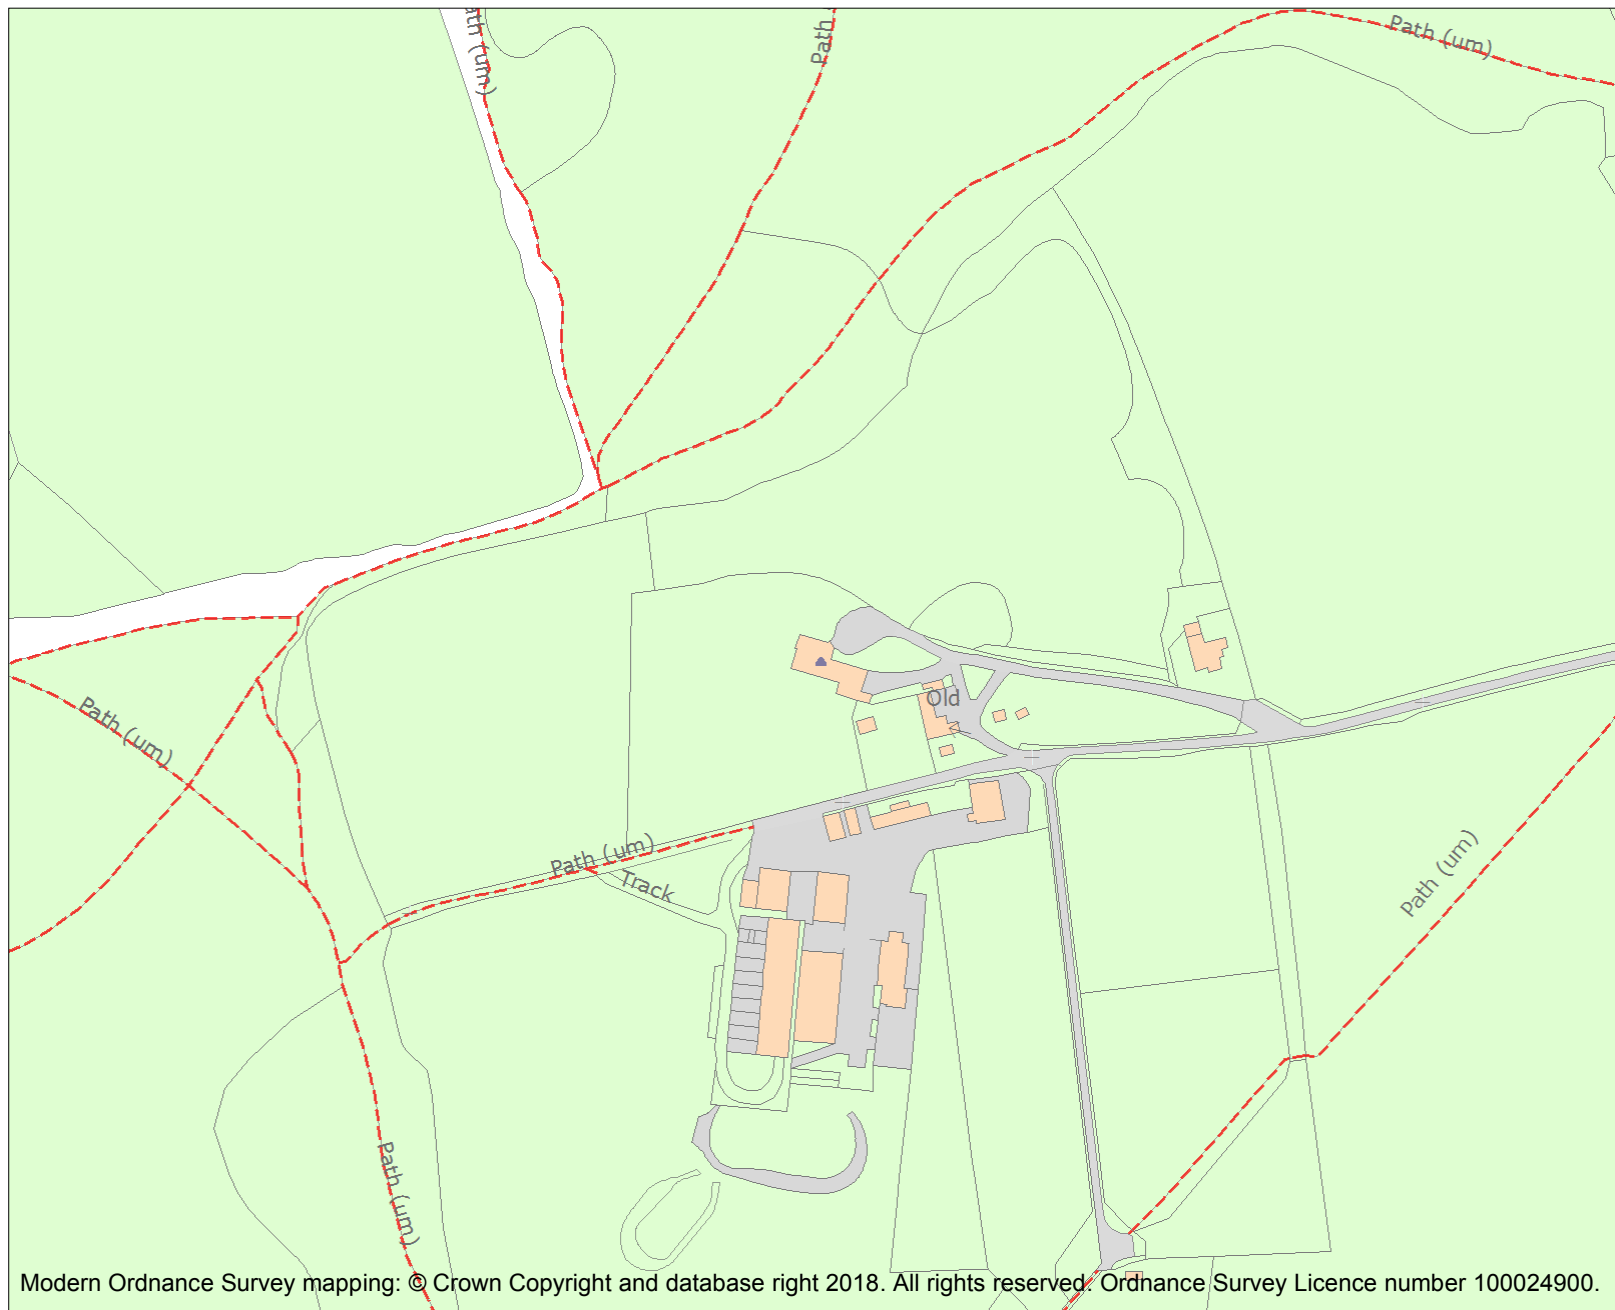 Path (um)
Path
Path (um)
Path (um)
Old
Path (um)
Track
Path (um)
Path (um)
Modern Ordnance Survey mapping: © Crown Copyright and database right 2018. All rights reserved. Ordnance Survey Licence number 100024900.